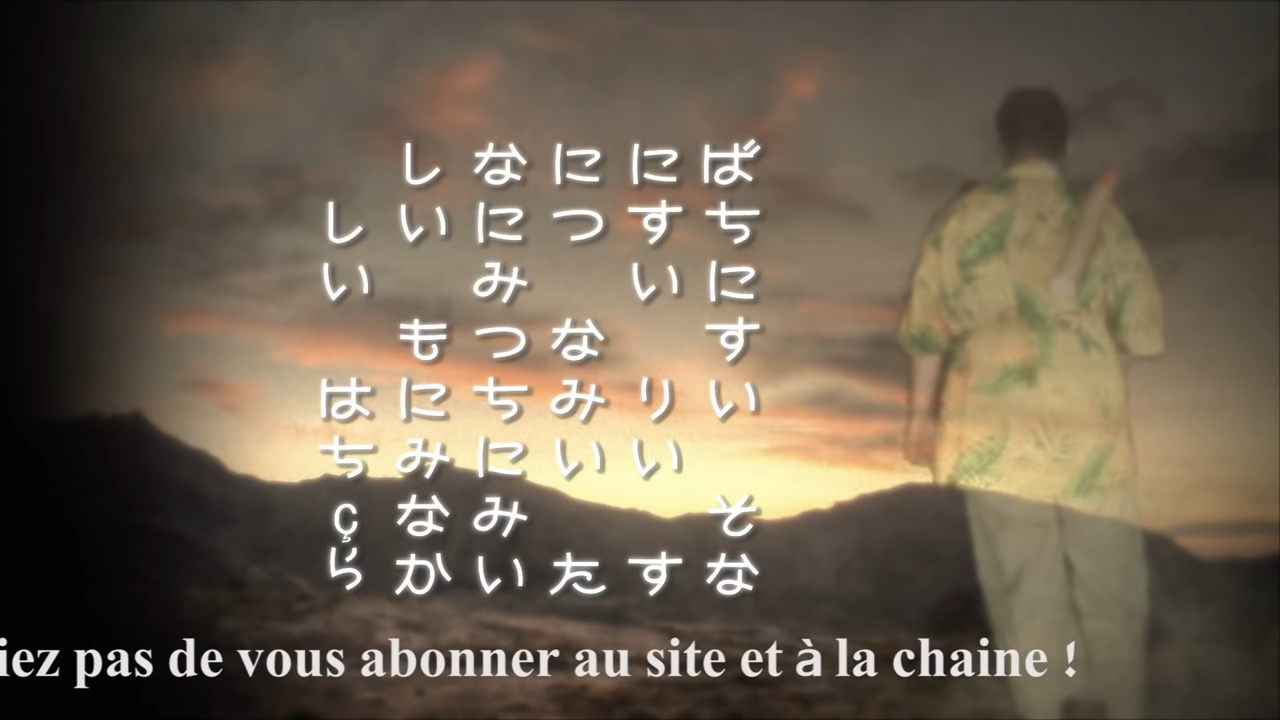 ばちにすい そな
にすい りい す
につ なみい た
なにみつちにみい
しい もにみなか
しい はちçら
iez pas de vous abonner au site et à la chaine !